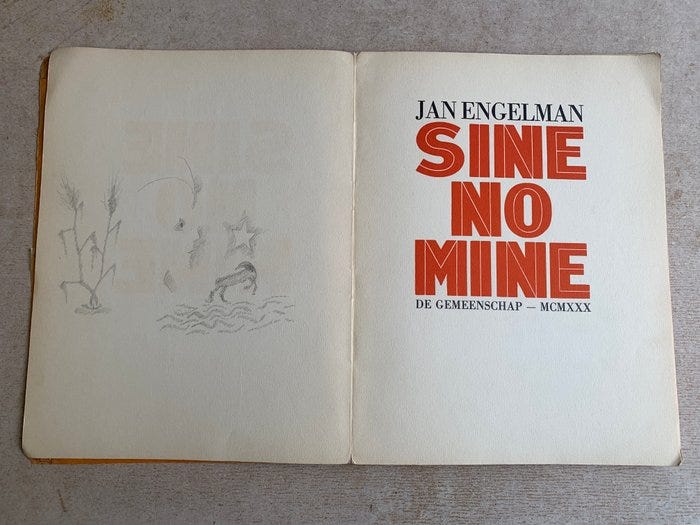 JAN ENGELMAN
SINE
NO
MINE
DE GEMEENSCHAP — MCMXXX